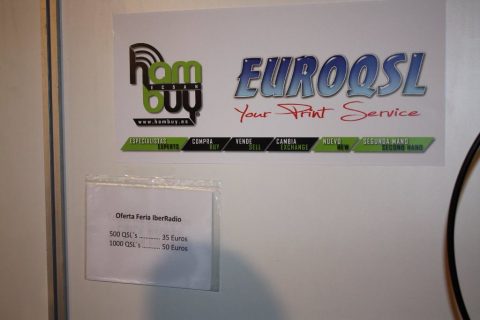 ham
ECSAN
buy
www.hambuy.es
EUROQSL
Your Print Service
ESPECIALISTAS
EXPERTS
COMPRA
BUY
VENDE
SELL
CAMBIA
EXCHANGE
NUEVO
NEW
SEGUNDA MANO
SECOND HAND
Oferta Feria IberRadio
500 QSL´s ........... 35 Euros
1000 QSL´s ........... 50 Euros